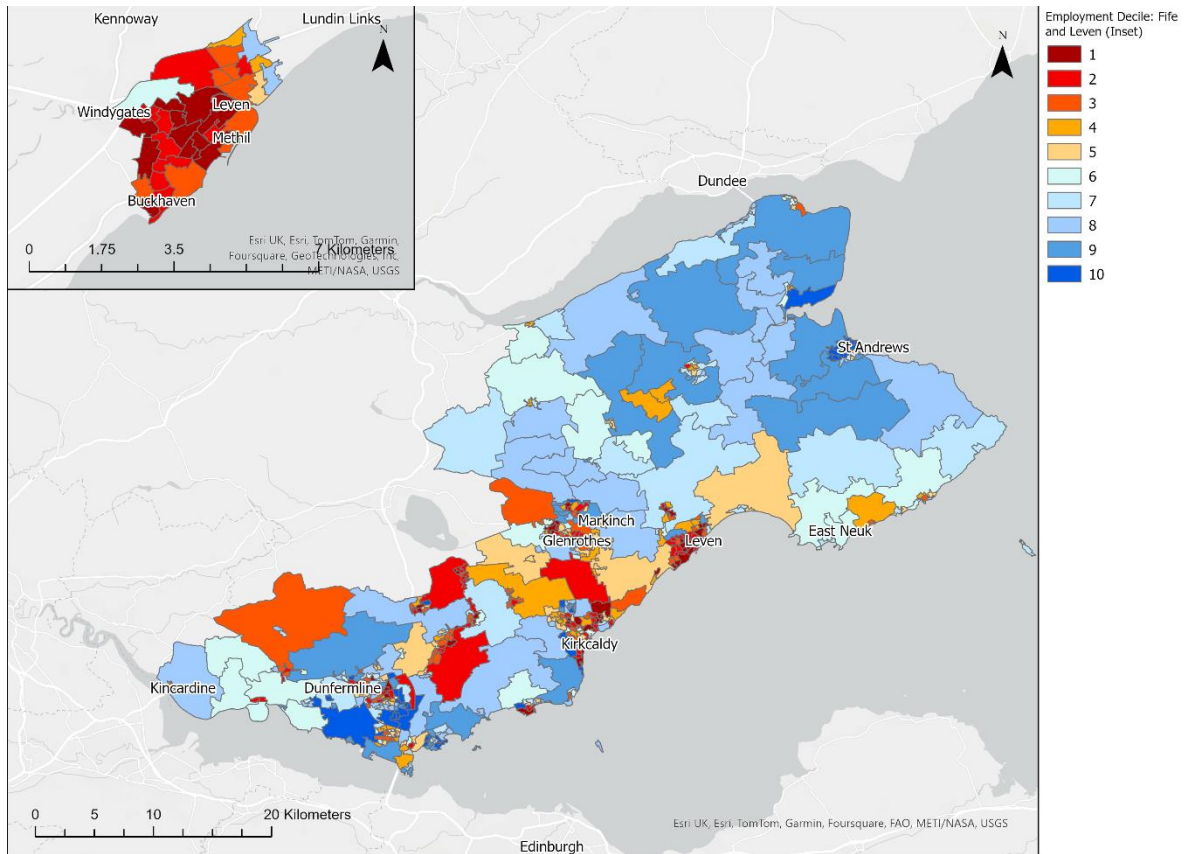 Kennoway
Lundin Links
N
Windygates
Leven
Methil
Buckhaven
0 1.75 3.5 7 Kilometers
Esri UK, Esri, TomTom, Garmin,
Foursquare, GeoTechnologies, Inc,
METI/NASA, USGS
Employment Decile: Fife
and Leven (Inset)
1
2
3
4
5
6
7
8
9
10
N
Dundee
St Andrews
Markinch
Glenrothes
Leven
East Neuk
Kirkcaldy
Kincardine
Dunfermline
0 5 10 20 Kilometers
Esri UK, Esri, TomTom, Garmin, Foursquare, FAO, METI/NASA, USGS
Edinburgh